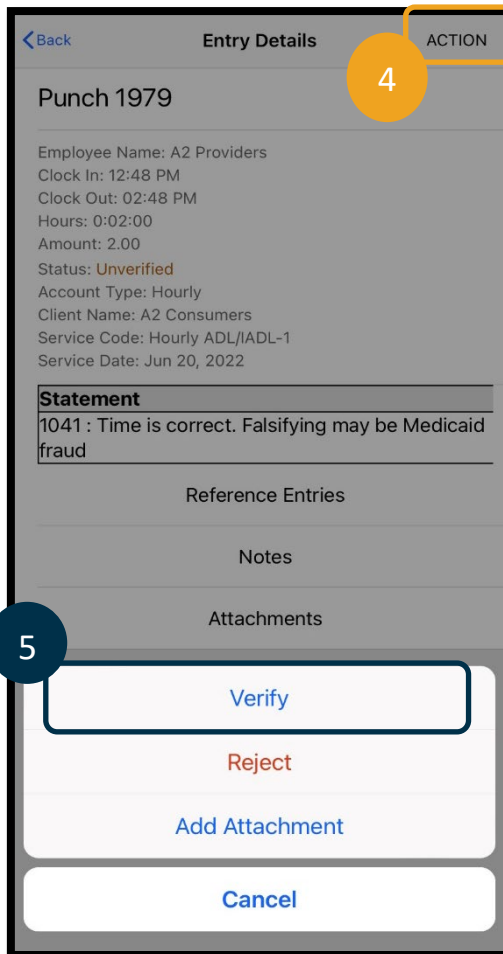 Back Entry Details ACTION
4
Punch 1979
Employee Name: A2 Providers
Clock In: 12:48 PM
Clock Out: 02:48 PM
Hours: 0:02:00
Amount: 2.00
Status: Unverified
Account Type: Hourly
Client Name: A2 Consumers
Service Code: Hourly ADL/IADL-1
Service Date: Jun 20, 2022
Statement
1041 : Time is correct. Falsifying may be Medicaid
fraud
Reference Entries
Notes
Attachments
5
Verify
Reject
Add Attachment
Cancel